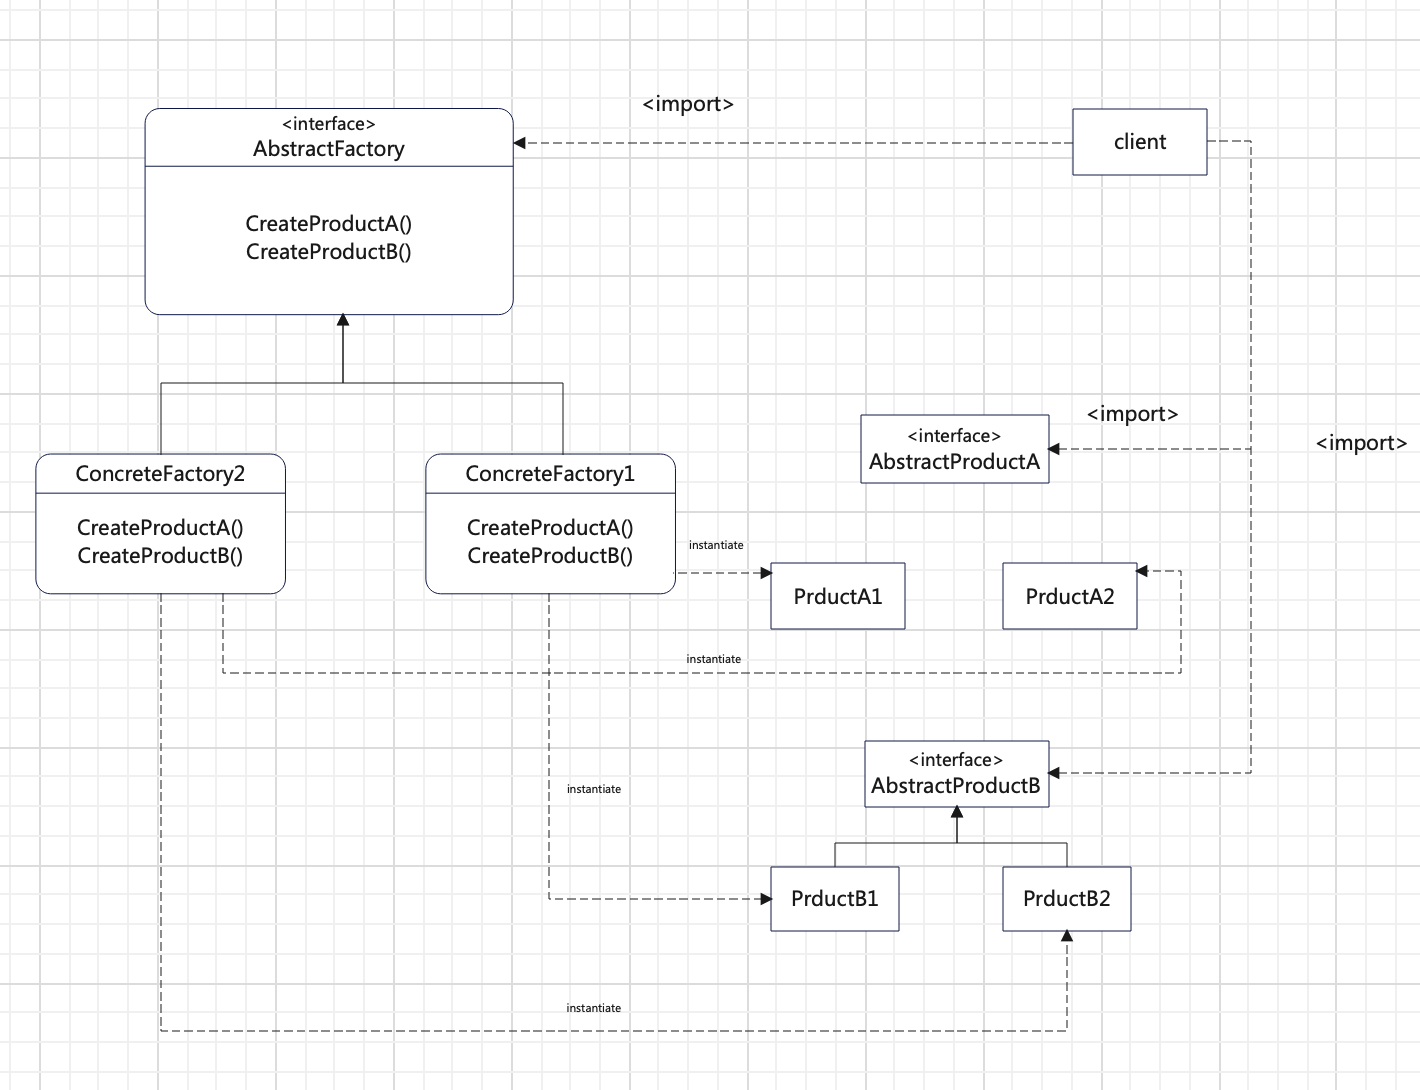 <import>
<interface>
AbstractFactory
client
CreateProductA()
CreateProductB()
<import>
<interface>
AbstractProductA
<import>
ConcreteFactory2
CreateProductA()
CreateProductB()
ConcreteFactory1
CreateProductA()
CreateProductB()
instantiate
PrductA1
PrductA2
instantiate
<interface>
AbstractProductB
instantiate
PrductB1
PrductB2
instantiate